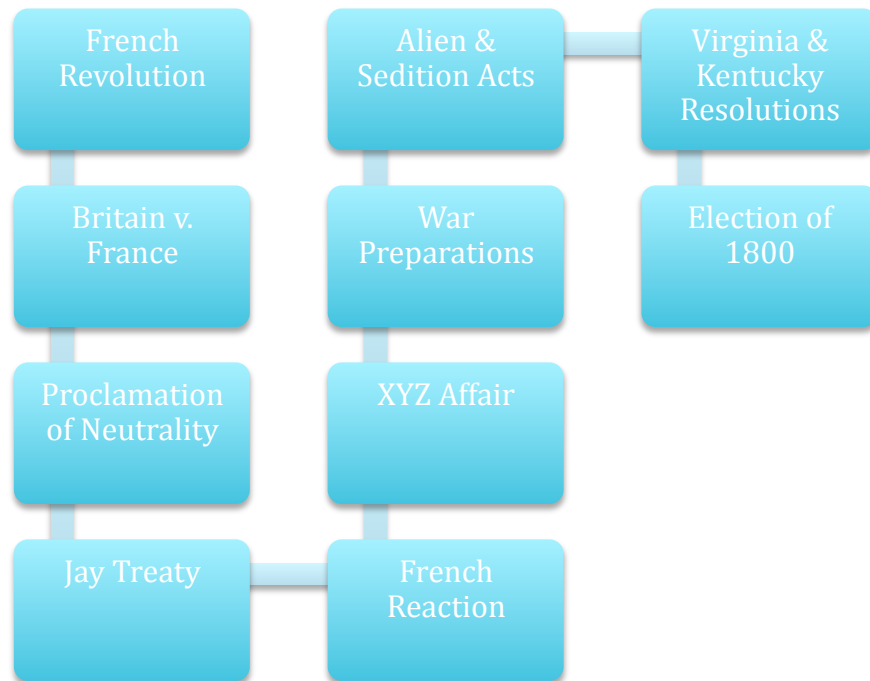 French
Revolution
Britain v.
France
Proclamation
of Neutrality
Jay Treaty
French
Reaction
XYZ Affair
War
Preparations
Alien &
Sedition Acts
Virginia &
Kentucky
Resolutions
Election of
1800